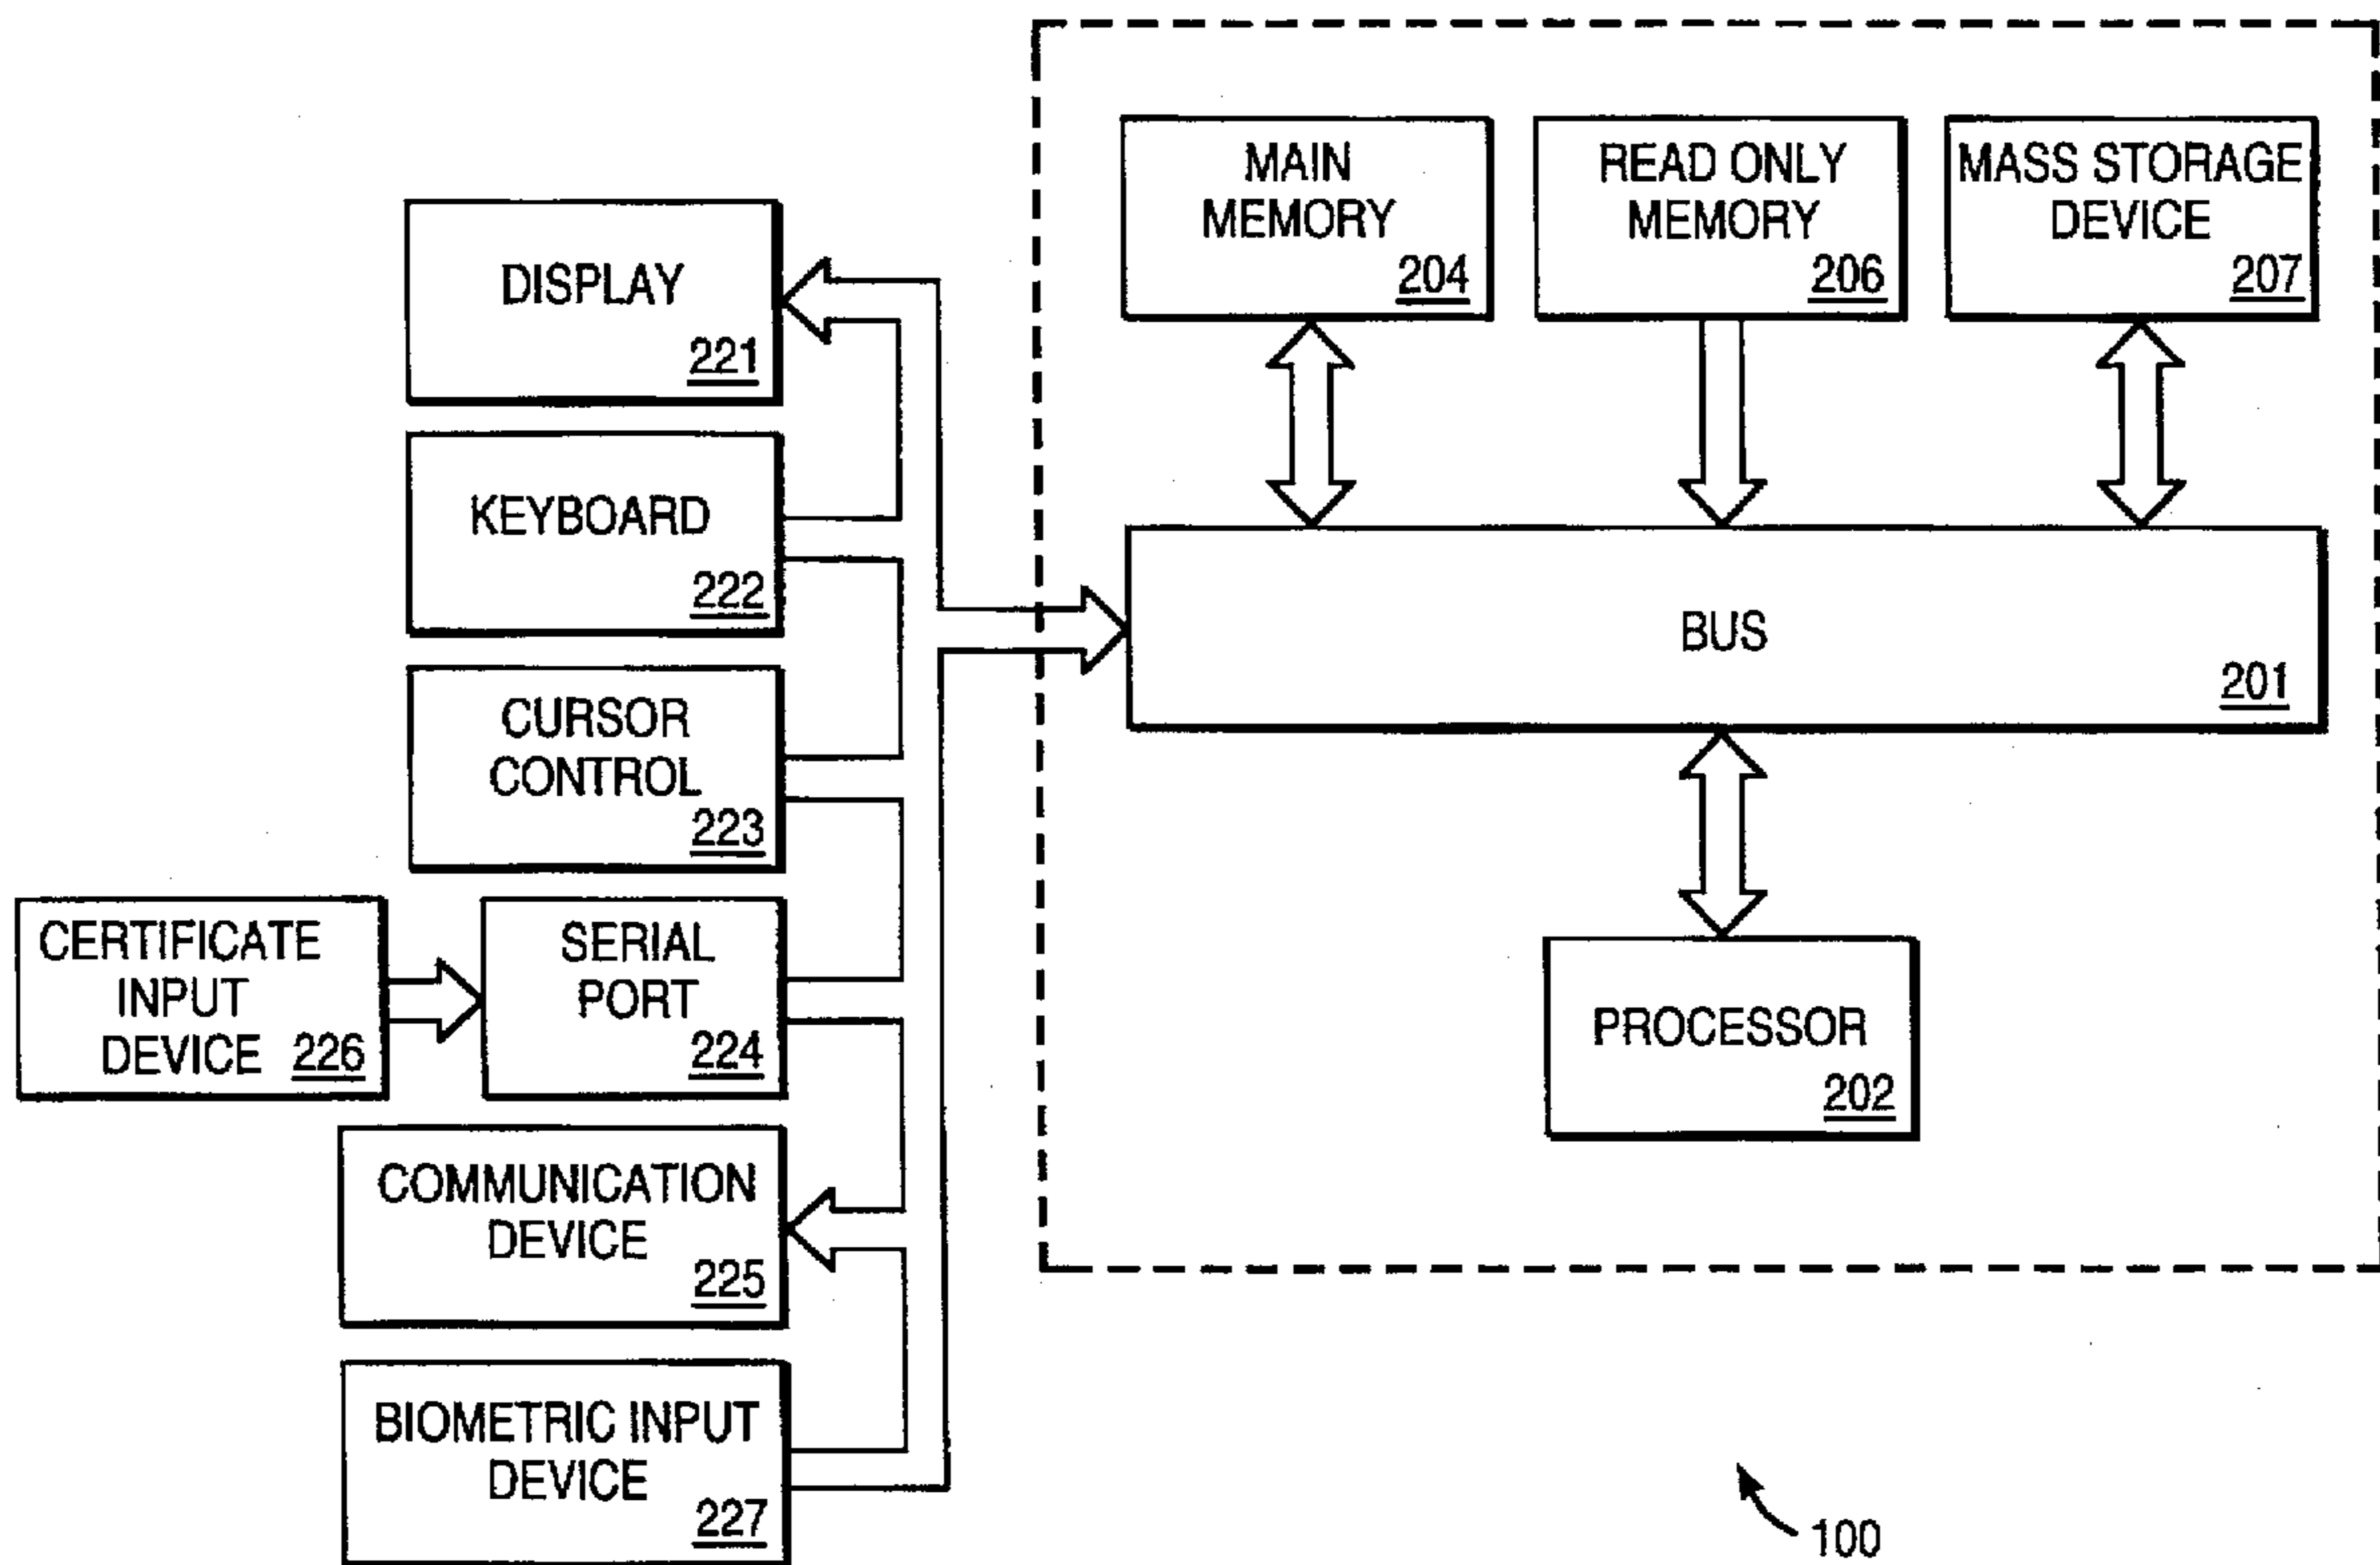 DISPLAY
221
KEYBOARD
222
CURSOR
CONTROL
223
CERTIFICATE
INPUT
DEVICE 226
SERIAL
PORT
224
COMMUNICATION
DEVICE
225
BIOMETRIC INPUT
DEVICE
227
MAIN
MEMORY
204
READ ONLY
MEMORY
206
MASS STORAGE
DEVICE
207
BUS
201
PROCESSOR
202
100